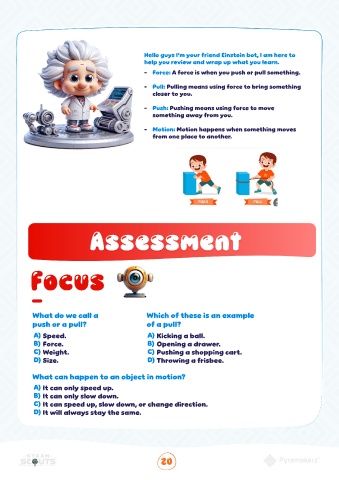 Hello guys I'm your friend Einstein bot, I am here to
help you review and wrap up what you learn.
- Force: A force is when you push or pull something.
- Pull: Pulling means using force to bring something
closer to you.
- Push: Pushing means using force to move
something away from you.
- Motion: Motion happens when something moves
from one place to another.
PUSH PULL
Assessment
Focus
What do we call a
push or a pull?
A) Speed.
B) Force.
C) Weight.
D) Size.
Which of these is an example
of a pull?
A) Kicking a ball.
B) Opening a drawer.
C) Pushing a shopping cart.
D) Throwing a frisbee.
What can happen to an object in motion?
A) It can only speed up.
B) It can only slow down.
C) It can speed up, slow down, or change direction.
D) It will always stay the same.
SCOUTS
20
Pyramakerz